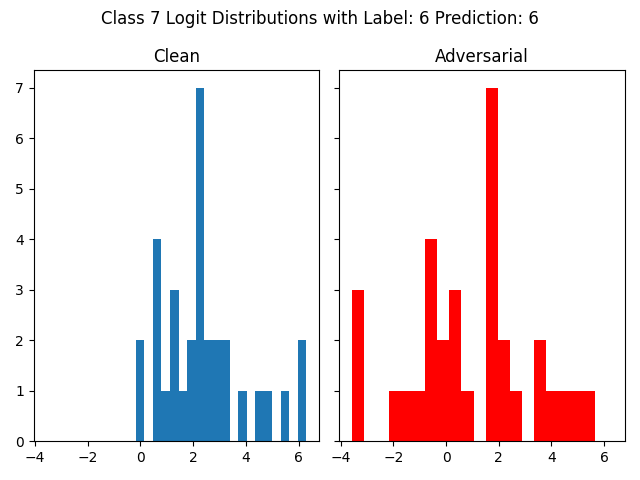 Class 7 Logit Distributions with Label: 6 Prediction: 6
Clean
Adversarial
7
6
5
4
3
2
1
0
−4 −2 0 2 4 6
−4 −2 0 2 4 6